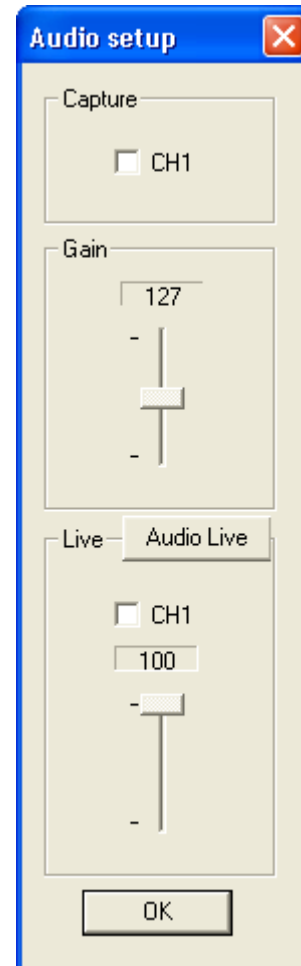 Audio setup
Capture
CH1
Gain
127
-
-
Live
Audio Live
CH1
100
-
-
OK